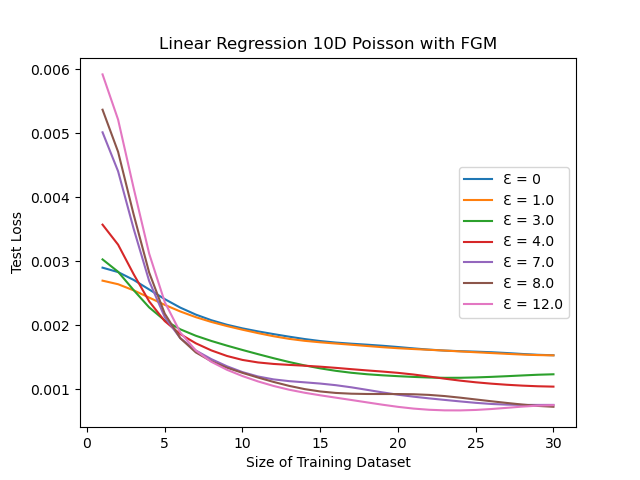 Linear Regression 10D Poisson with FGM
0.006
0.005
0.004
0.003
0.002
0.001
Test Loss
Ɛ = 0
Ɛ = 1.0
Ɛ = 3.0
Ɛ = 4.0
Ɛ = 7.0
Ɛ = 8.0
Ɛ = 12.0
0 5 10 15 20 25 30
Size of Training Dataset